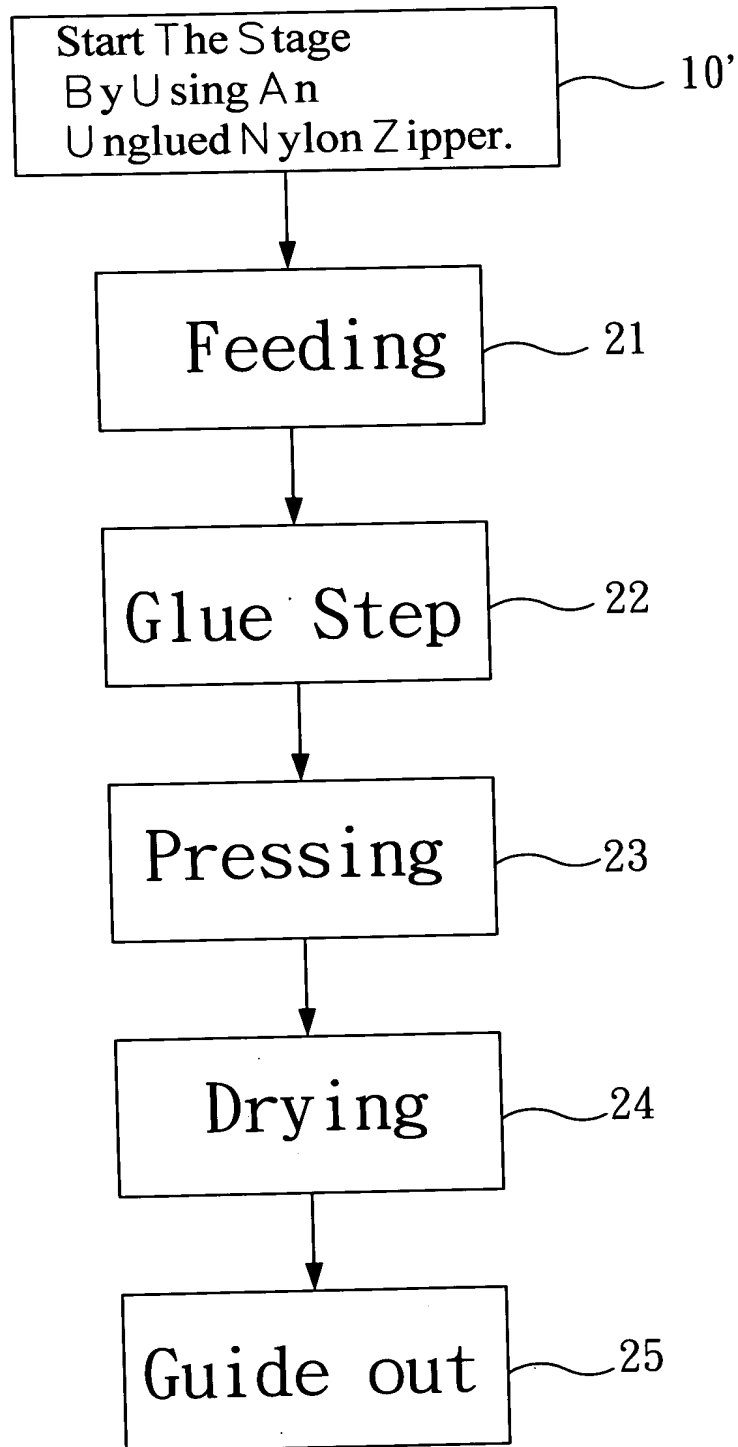 Start The Stage
By Using An
Unglued Nylon Zipper.
10'
Feeding
21
Glue Step
22
Pressing
23
Drying
24
Guide out
25